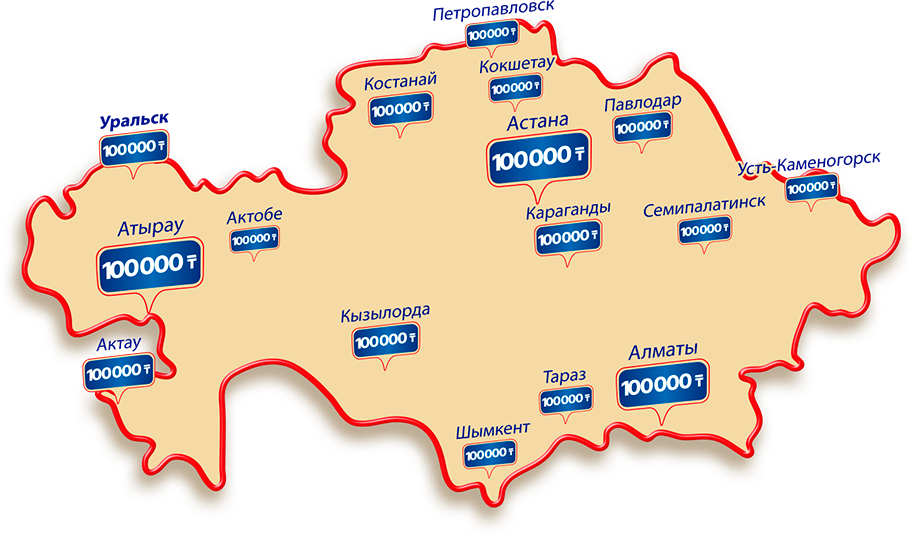 Петропавловск
100000 ₸
Костанай
100000 ₸
Кокшетау
100000 ₸
Павлодар
100000 ₸
Уральск
100000 ₸
Астана
100000 ₸
Усть-Каменогорск
100000 ₸
Атырау
100000 ₸
Актобе
100000 ₸
Караганды
100000 ₸
Семипалатинск
100000 ₸
Кызылорда
100000 ₸
Актау
100000 ₸
Тараз
100000 ₸
Алматы
100000 ₸
Шымкент
100000 ₸